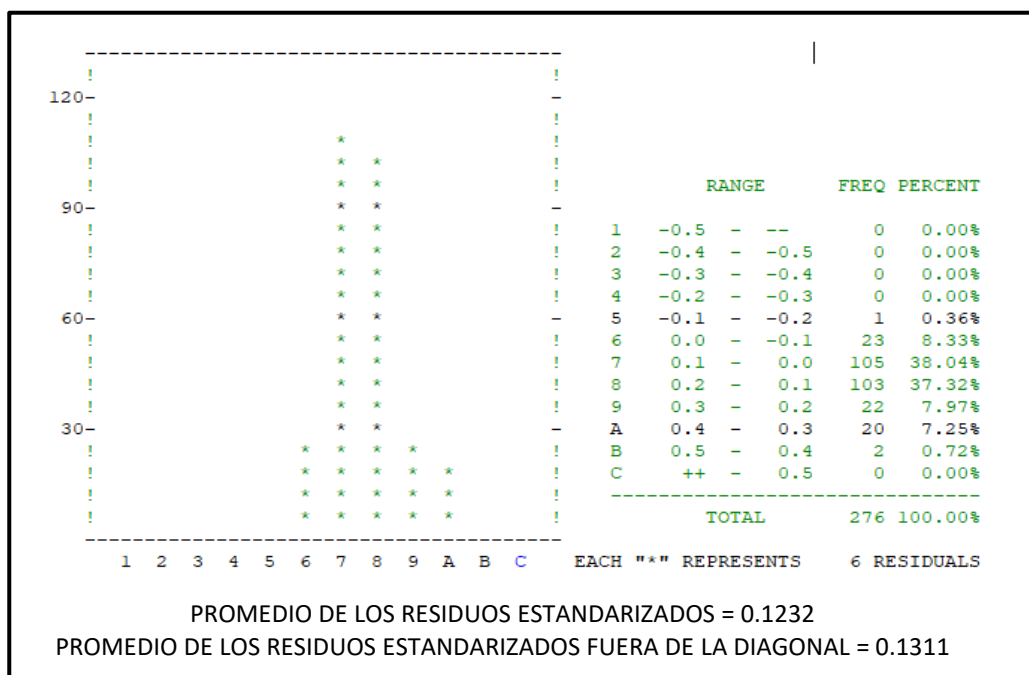 -----------------------------------------
! !
120- -
! !
! * !
! * * !
! * * ! RANGE FREQ PERCENT
90- * * -
! * * ! 1 -0.5 - -- 0 0.00%
! * * ! 2 -0.4 - -0.5 0 0.00%
! * * ! 3 -0.3 - -0.4 0 0.00%
! * * ! 4 -0.2 - -0.3 0 0.00%
60- * * - 5 -0.1 - -0.2 1 0.36%
! * * ! 6 0.0 - -0.1 23 8.33%
! * * ! 7 0.1 - 0.0 105 38.04%
! * * ! 8 0.2 - 0.1 103 37.32%
! * * ! 9 0.3 - 0.2 22 7.97%
30- * * - A 0.4 - 0.3 20 7.25%
! * * * * ! B 0.5 - 0.4 2 0.72%
! * * * * * ! C ++ - 0.5 0 0.00%
! * * * * * ! -------------------------------
! * * * * * ! TOTAL 276 100.00%
-----------------------------------------
1 2 3 4 5 6 7 8 9 A B C EACH "*" REPRESENTS 6 RESIDUALS
PROMEDIO DE LOS RESIDUOS ESTANDARIZADOS = 0.1232
PROMEDIO DE LOS RESIDUOS ESTANDARIZADOS FUERA DE LA DIAGONAL = 0.1311